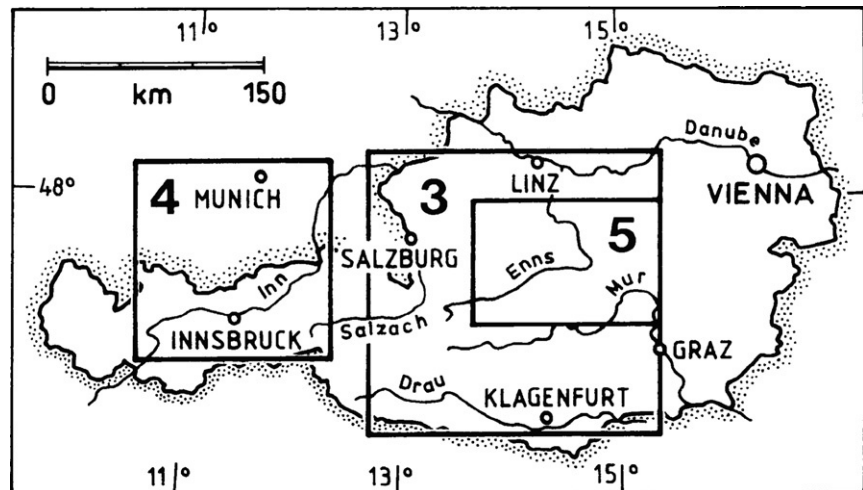 11° 13° 15°
0 km 150
Danube
48°
4 MUNICH
3
LINZ
VIENNA
5
SALZBURG
Enns
Inn
Mur
INNSBRUCK
Salzach
GRAZ
Drau
KLAGENFURT
11° 13° 15°